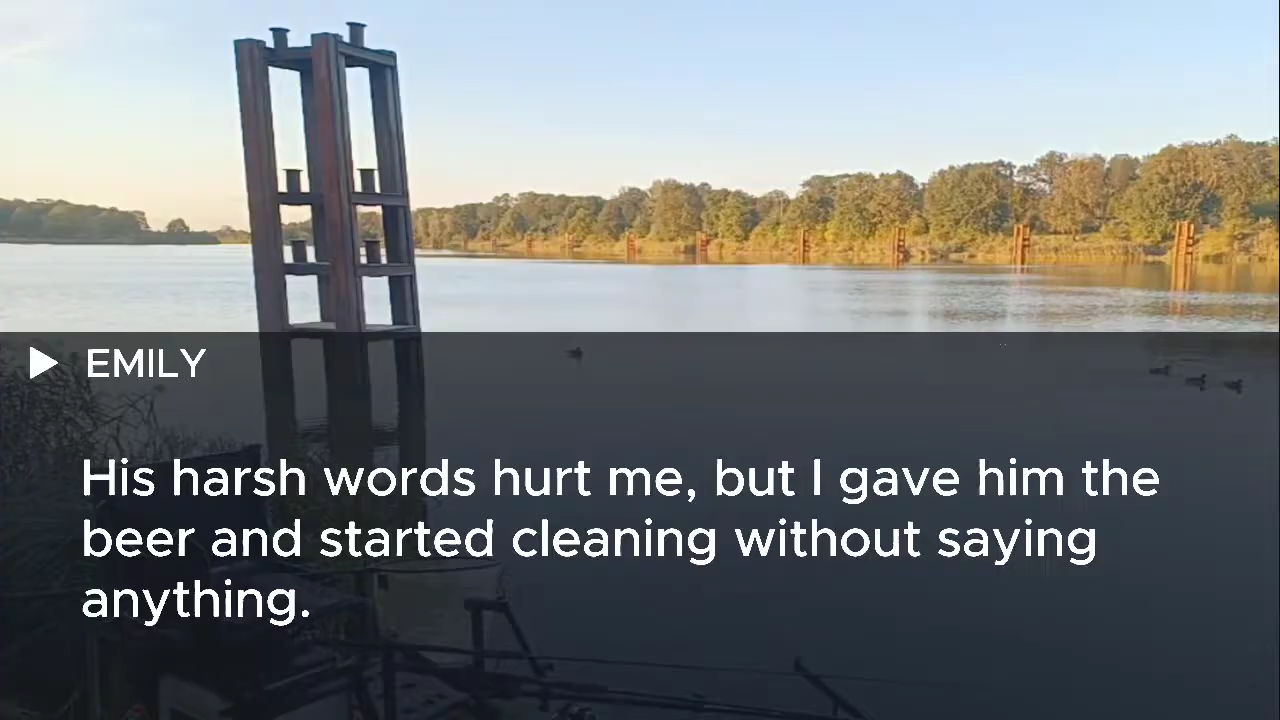 EMILY
His harsh words hurt me, but I gave him the
beer and started cleaning without saying
anything.